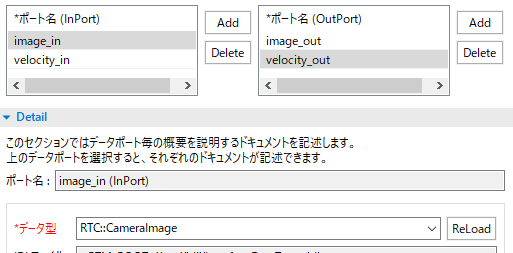 *ポート名 (InPort)
image_in
velocity_in
Add
Delete
*ポート名 (OutPort)
image_out
velocity_out
Add
Delete
Detail
このセクションではデータポート毎の概要を説明するドキュメントを記述します。
上のデータポートを選択すると、それぞれのドキュメントが記述できます。
ポート名 : image_in (InPort)
*データ型 RTC::CameraImage ReLoad